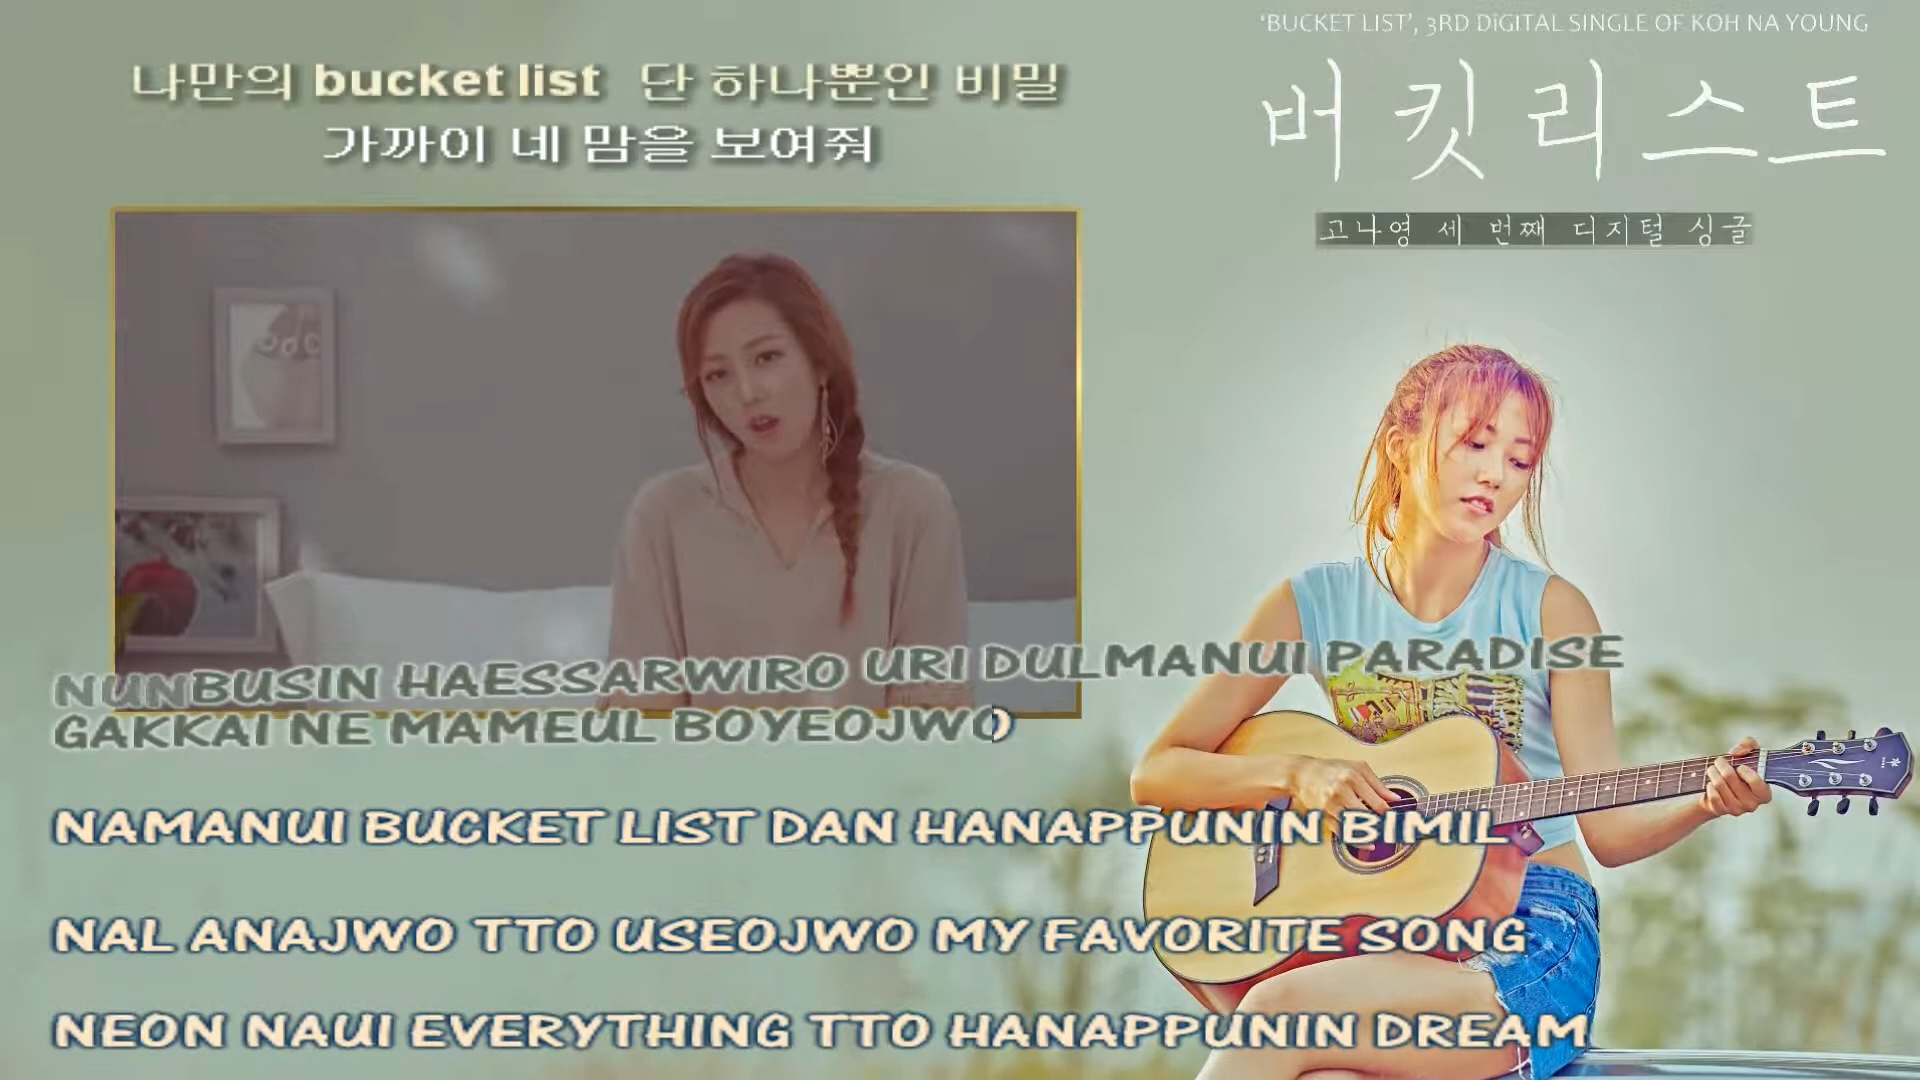 'BUCKET LIST', 3RD DiGITAL SINGLE OF KOH NA YOUNG
버킷리스트
고나영 세 번째 디지털 싱글
나만의 bucket list 단 하나뿐인 비밀
가까이 네 맘을 보여줘
NUNBUSIN HAESSARWIRO URI DULMANUI PARADISE
GAKKAI NE MAMEUL BOYEOJWO
NAMANUI BUCKET LIST DAN HANAPPUNIN BIMIL
NAL ANAJWO TTO USEOJWO MY FAVORITE SONG
NEON NAUI EVERYTHING TTO HANAPPUNIN DREAM